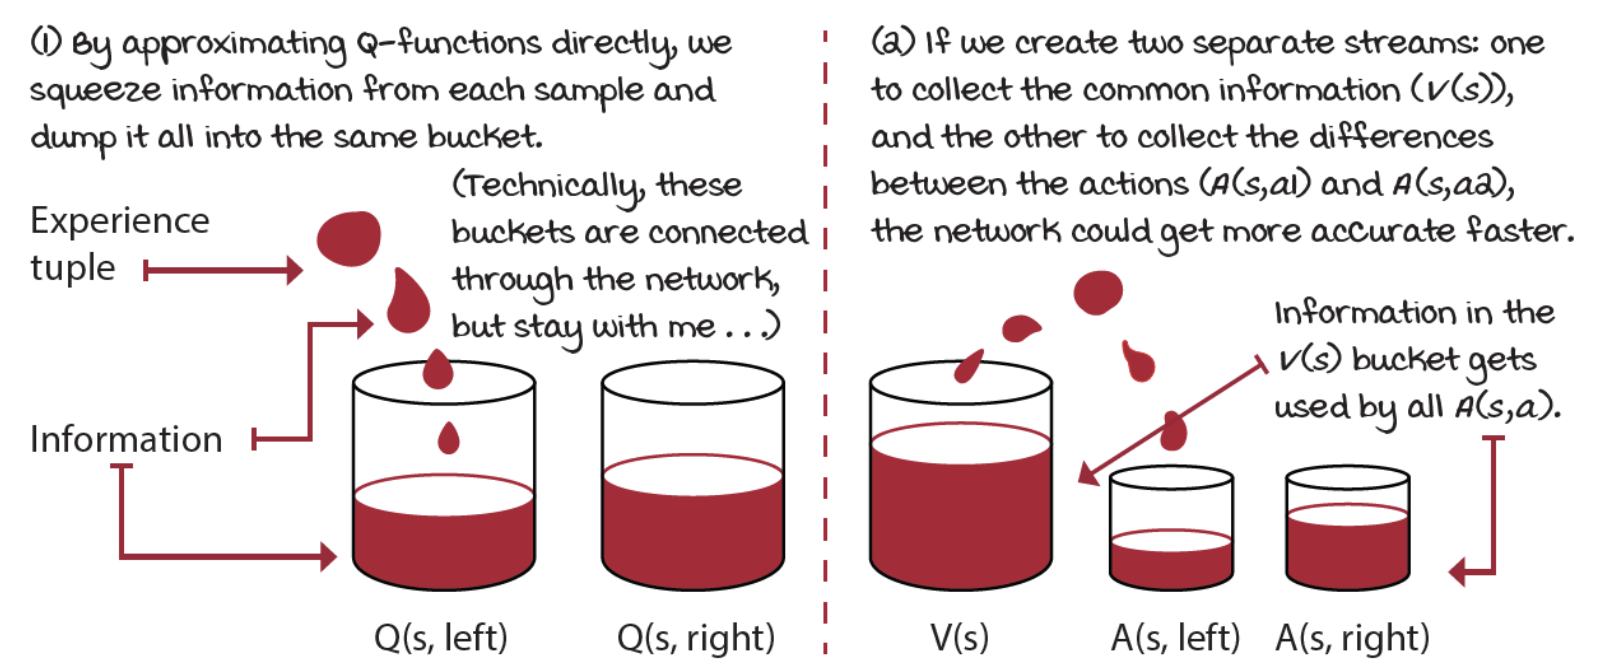 (1) By approximating Q-functions directly, we
squeeze information from each sample and
dump it all into the same bucket.
(Technically, these
buckets are connected
through the network,
but stay with me . . .)
Experience
tuple
Information
Q(s, left)
Q(s, right)
(2) If we create two separate streams: one
to collect the common information (V(s)),
and the other to collect the differences
between the actions (A(s,a1) and A(s,a2),
the network could get more accurate faster.
Information in the
V(s) bucket gets
used by all A(s,a).
V(s)
A(s, left)
A(s, right)